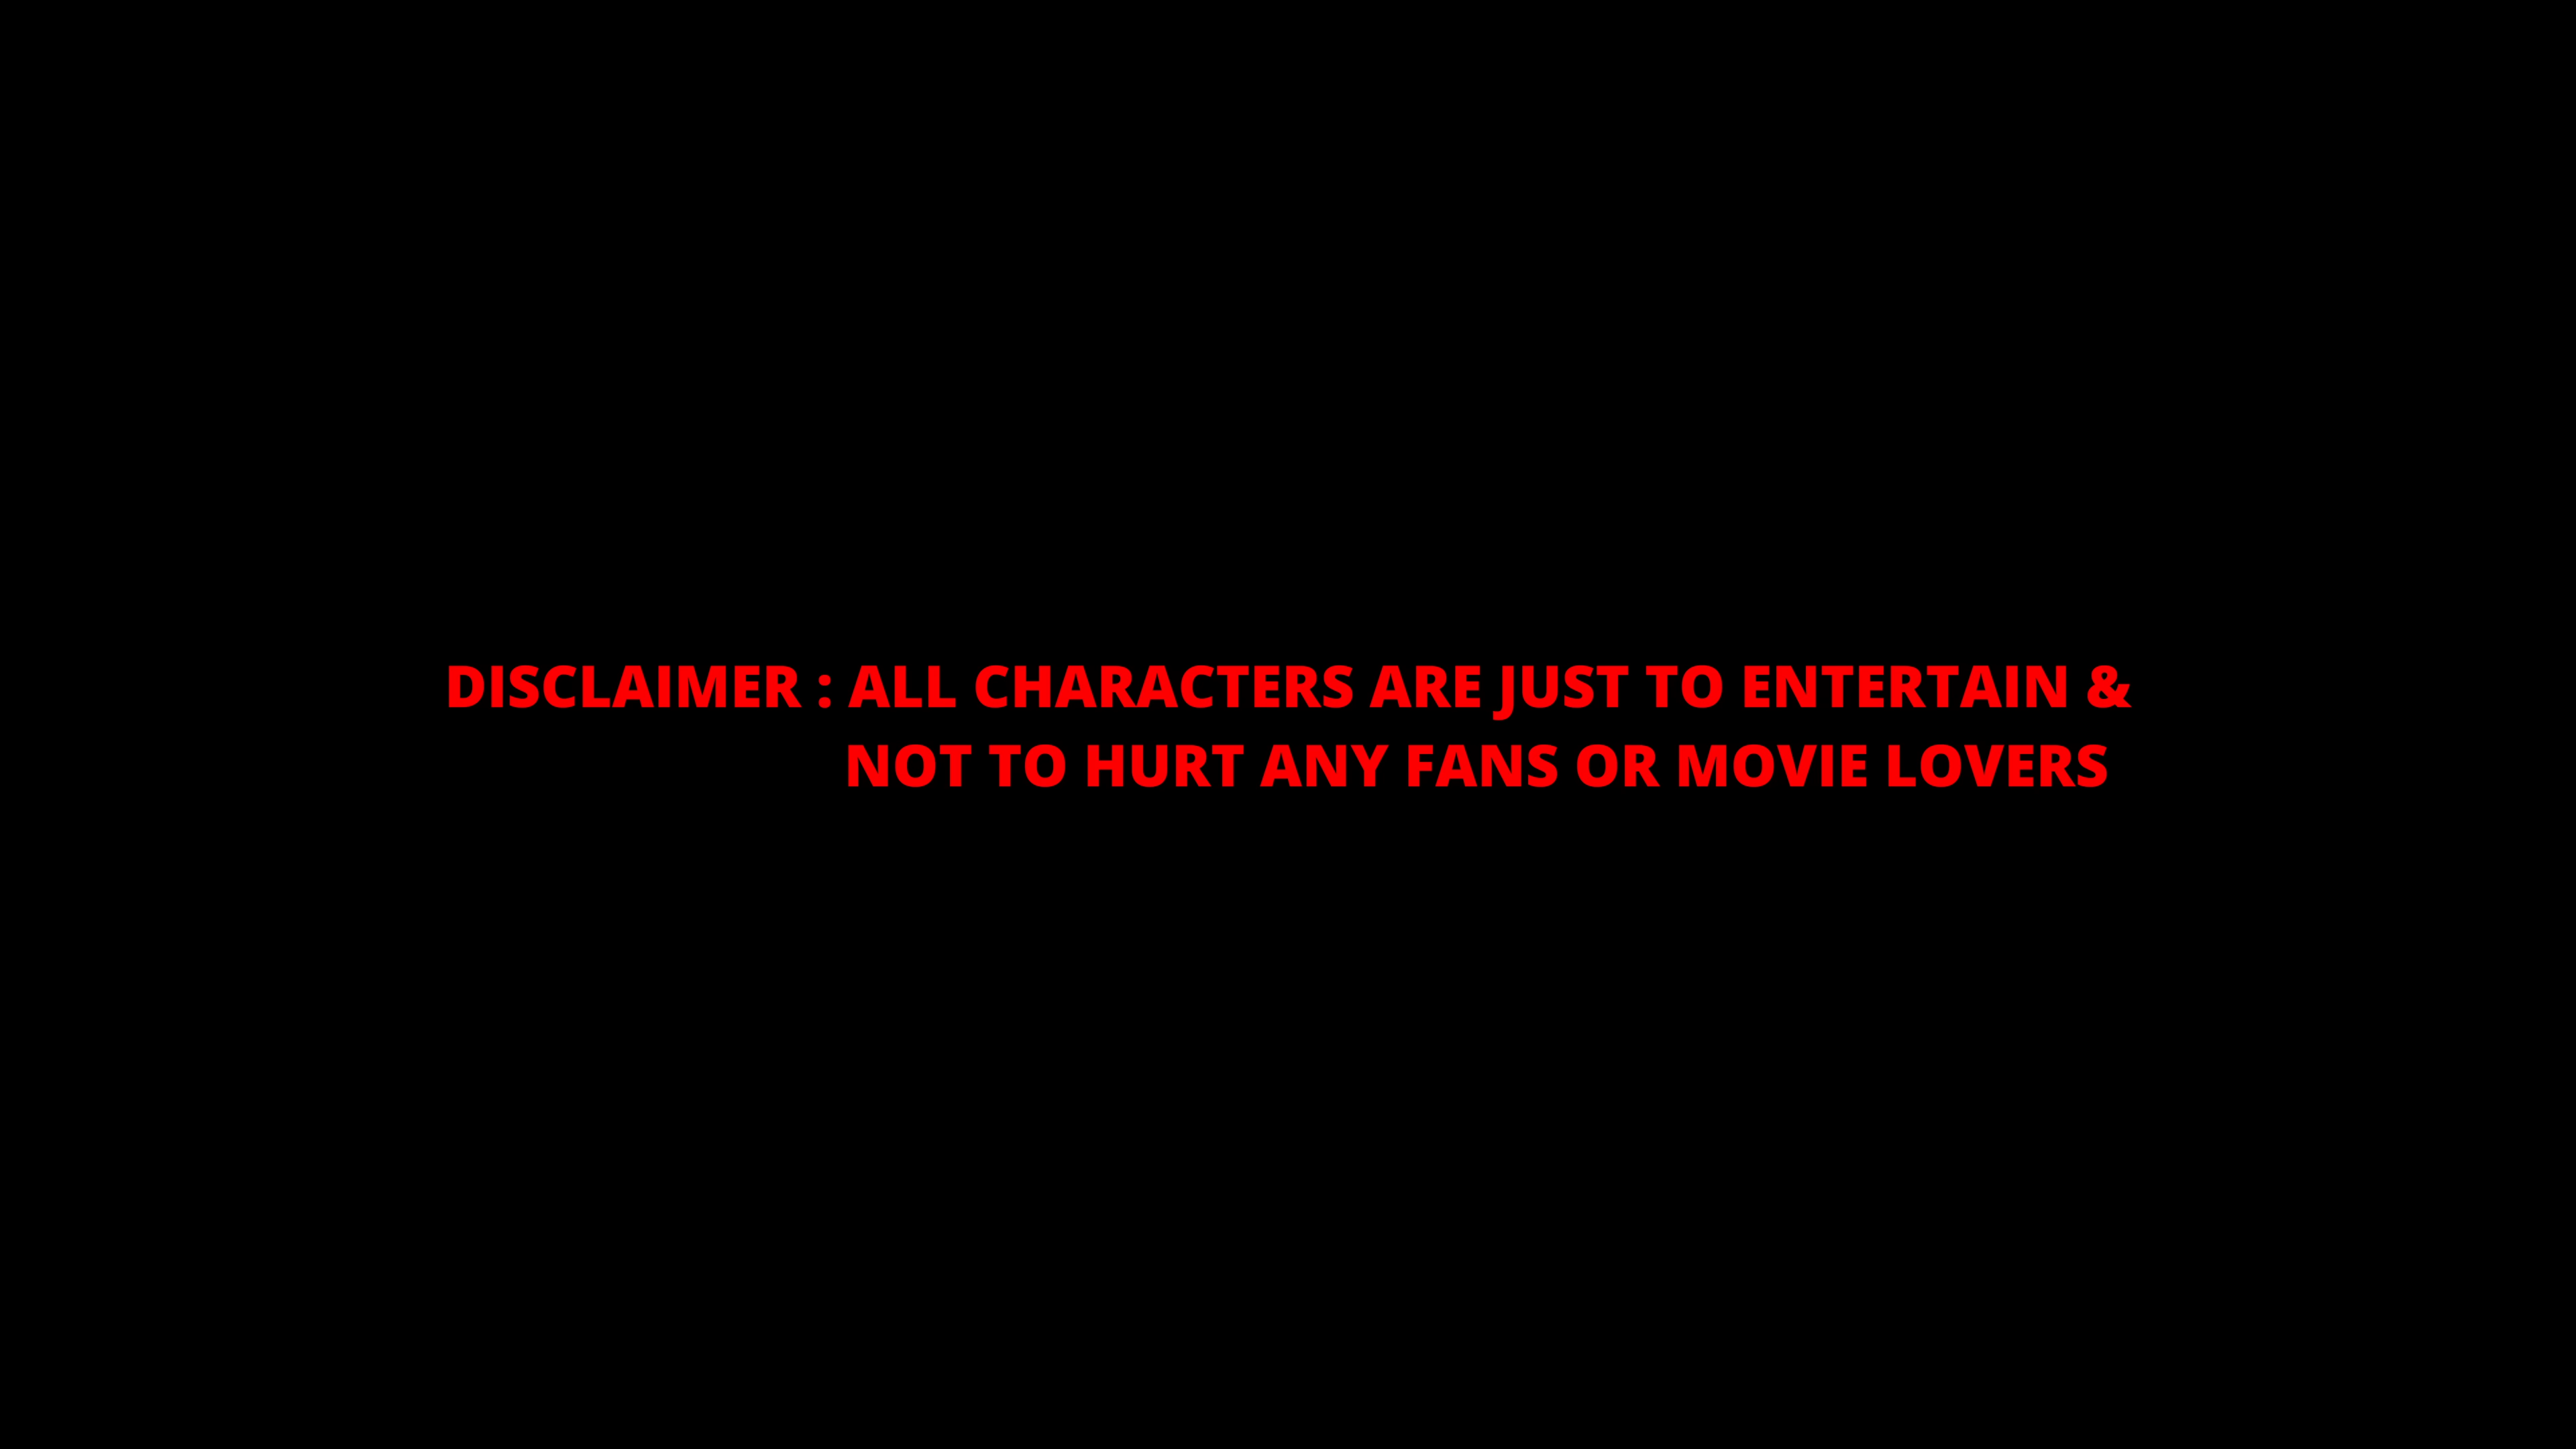 DISCLAIMER : ALL CHARACTERS ARE JUST TO ENTERTAIN &
NOT TO HURT ANY FANS OR MOVIE LOVERS